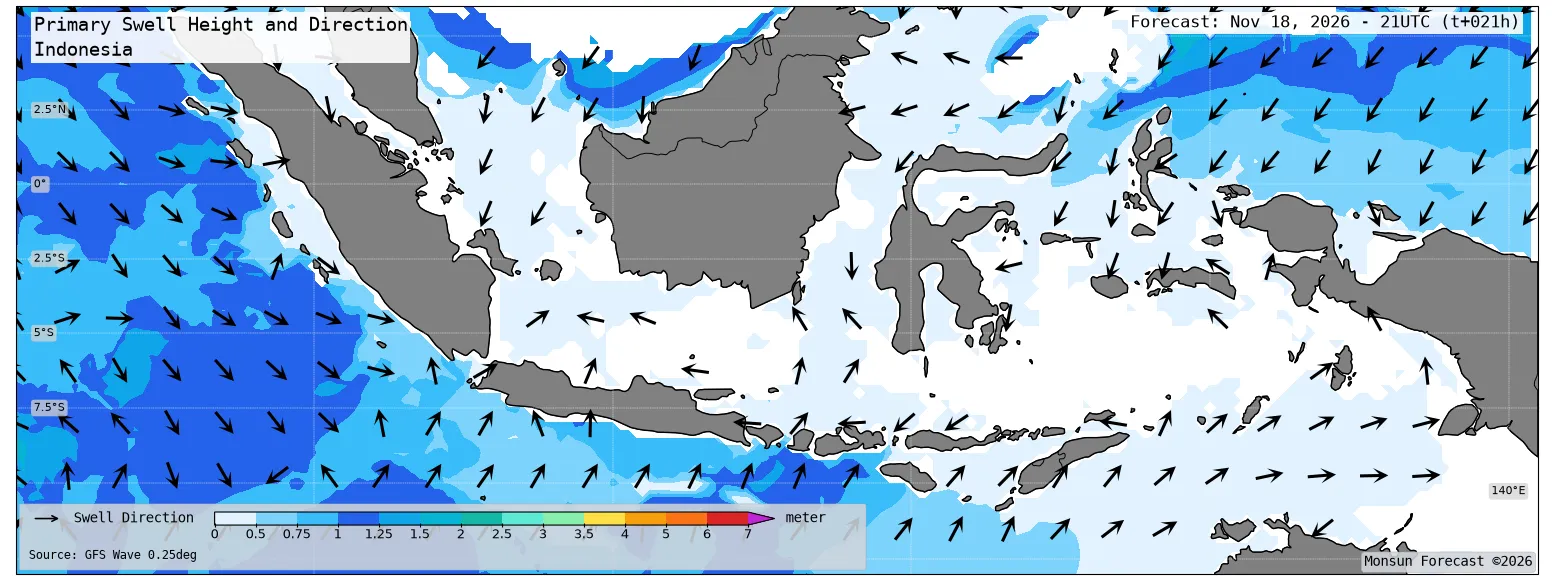 Primary Swell Height and Direction
Indonesia
Forecast: Nov 18, 2026 - 21UTC (t+021h)
2.5°N
0°
2.5°S
5°S
7.5°S
140°E
Swell Direction
0 0.5 0.75 1 1.25 1.5 2 2.5 3 3.5 4 5 6 7
meter
Source: GFS Wave 0.25deg
Monsun Forecast ©2026